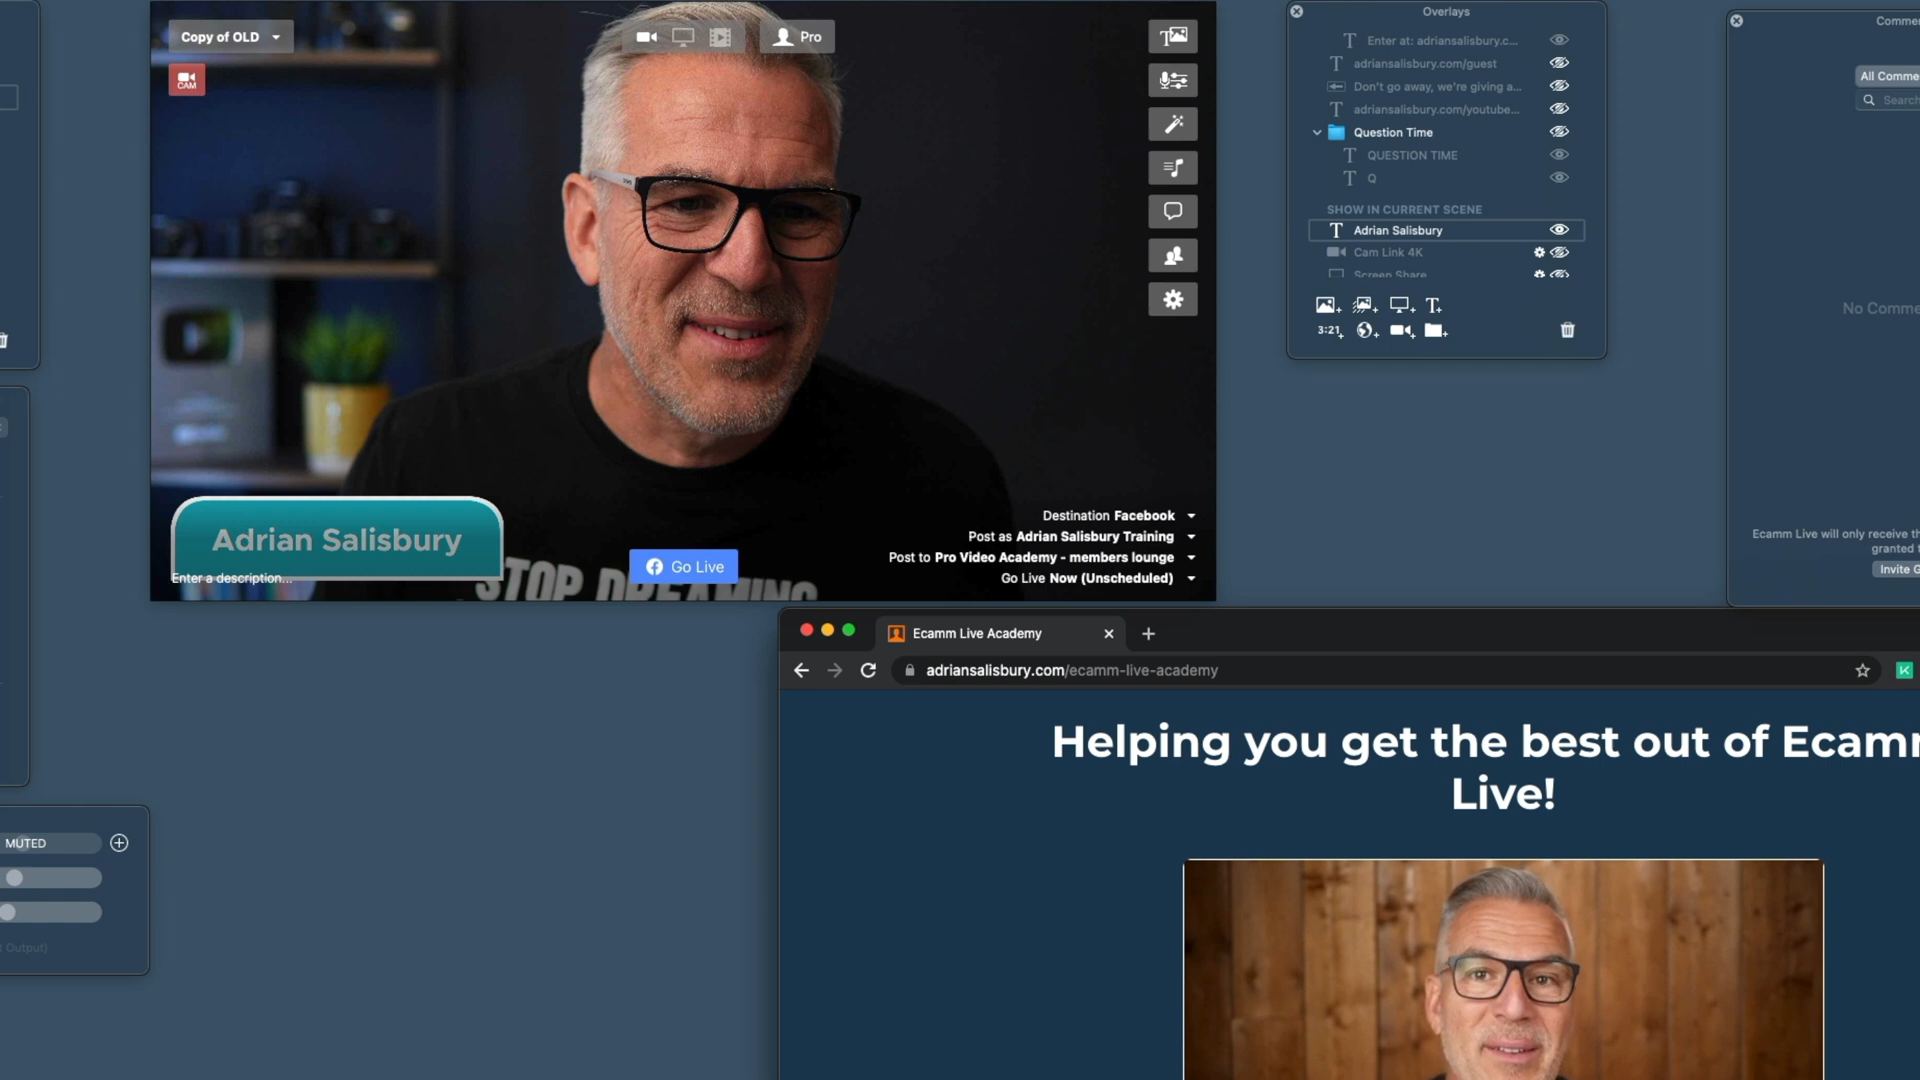 Copy of OLD
Pro
CAM
Adrian Salisbury
Enter a description...
STOP DREAMING
Go Live
Destination Facebook
Post as Adrian Salisbury Training
Post to Pro Video Academy - members lounge
Go Live Now (Unscheduled)
Overlays
Enter at: adriansalisbury.c...
adriansalisbury.com/guest
Don't go away, we're giving a...
adriansalisbury.com/youtube...
Question Time
QUESTION TIME
Q
SHOW IN CURRENT SCENE
Adrian Salisbury
Cam Link 4K
Screen Share
3:21
Comme
All Comme
Search
No Comme
Ecamm Live will only receive th
granted t
Invite G
MUTED
t Output)
Ecamm Live Academy
adriansalisbury.com/ecamm-live-academy
Helping you get the best out of Ecamm
Live!